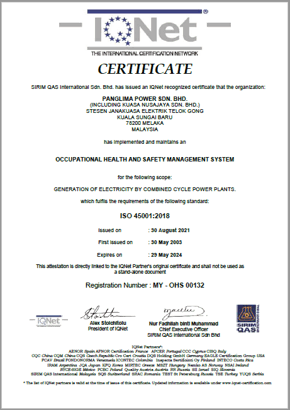 IQNet
THE INTERNATIONAL CERTIFICATION NETWORK
CERTIFICATE
SIRIM QAS International Sdn. Bhd. has issued an IQNet recognized certificate that the organization:
PANGLIMA POWER SDN. BHD.
(INCLUDING KUASA NUSAJAYA SDN. BHD.)
STESEN JANAKUASA ELEKTRIK TELOK GONG
KUALA SUNGAI BARU
76200 MELAKA
MALAYSIA
has implemented and maintains an
OCCUPATIONAL HEALTH AND SAFETY MANAGEMENT SYSTEM
for the following scope:
GENERATION OF ELECTRICITY BY COMBINED CYCLE POWER PLANTS.
which fulfils the requirements of the following standard:
ISO 45001:2018
Issued on : 30 August 2021
First issued on : 30 May 2003
Expires on : 29 May 2024
This attestation is directly linked to the IQNet Partner's original certificate and shall not be used as
a stand-alone document
Registration Number : MY - OHS 00132
IQNet
Alex Stoichitoiu
President of IQNet
Nur Fadhilah binti Muhammad
Chief Executive Officer
SIRIM QAS International Sdn Bhd
SIRIM
QAS
IQNet Partners*:
* The list of IQNet partners is valid at the time of issue of this certificate. Updated information is available under www.iqnet-certification.com